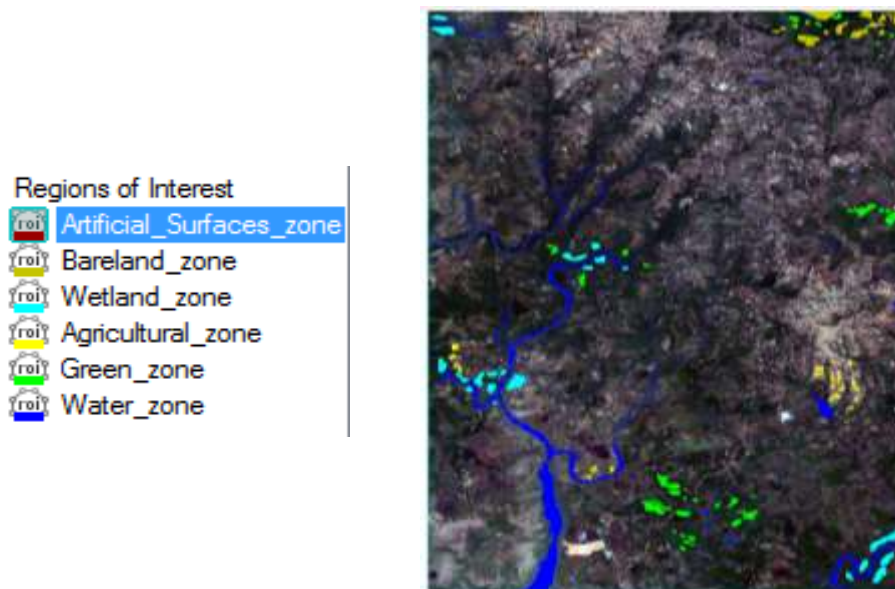 Regions of Interest
roi Artificial_Surfaces_zone
roi Bareland_zone
roi Wetland_zone
roi Agricultural_zone
roi Green_zone
roi Water_zone